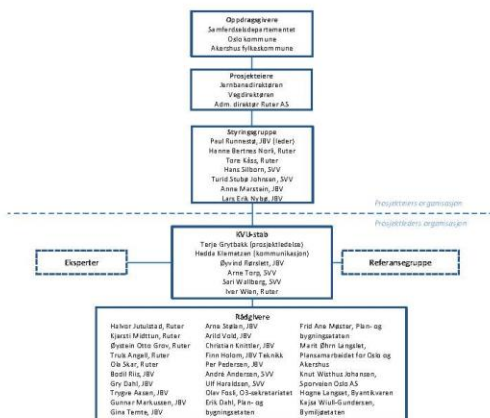 Oppdragsgivere
Samferdselsdepartementet
Oslo kommune
Akershus fylkeskommune
Prosjekteiere
Jernbanedirektøren
Vegdirektøren
Adm. direktør Ruter AS
Styringsgruppe
Paul Runnestø, JBV (leder)
Hanne Bertnes Norli, Ruter
Tore Kåss, Ruter
Hans Silborn, SVV
Turid Stubø Johnsen, SVV
Anne Marstein, JBV
Lars Erik Nybø, JBV
Prosjekteiers organisasjon
Prosjektleders organisasjon
KVU-stab
Terje Grytbakk (prosjektledelse)
Hedda Klemetzen (kommunikasjon)
Øyvind Rørslett, JBV
Arne Torp, SVV
Sari Wallberg, SVV
Iver Wien, Ruter
Eksperter
Referansegruppe
Rådgivere
Halvor Jutulstad, Ruter
Kjersti Midttun, Ruter
Øystein Otto Grov, Ruter
Truls Angell, Ruter
Ola Skar, Ruter
Bodil Riis, JBV
Gry Dahl, JBV
Trygve Aasen, JBV
Gunnar Markussen, JBV
Gina Temte, JBV
Arne Stølan, JBV
Arild Vold, JBV
Christian Knittler, JBV
Finn Holom, JBV Teknikk
Per Pedersen, JBV
André Andersen, SVV
Ulf Haraldsen, SVV
Olav Fosli, O3-sekretariatet
Erik Dahl, Plan- og
bygningsetaten
Frid Ane Møster, Plan- og
bygningsetaten
Marit Øhrn Langslet,
Plansamarbeidet for Oslo og
Akershus
Knut Wisthus Johansen,
Sporveien Oslo AS
Hogne Langset, Byantikvaren
Kajsa Wiull-Gundersen,
Bymiljøetaten